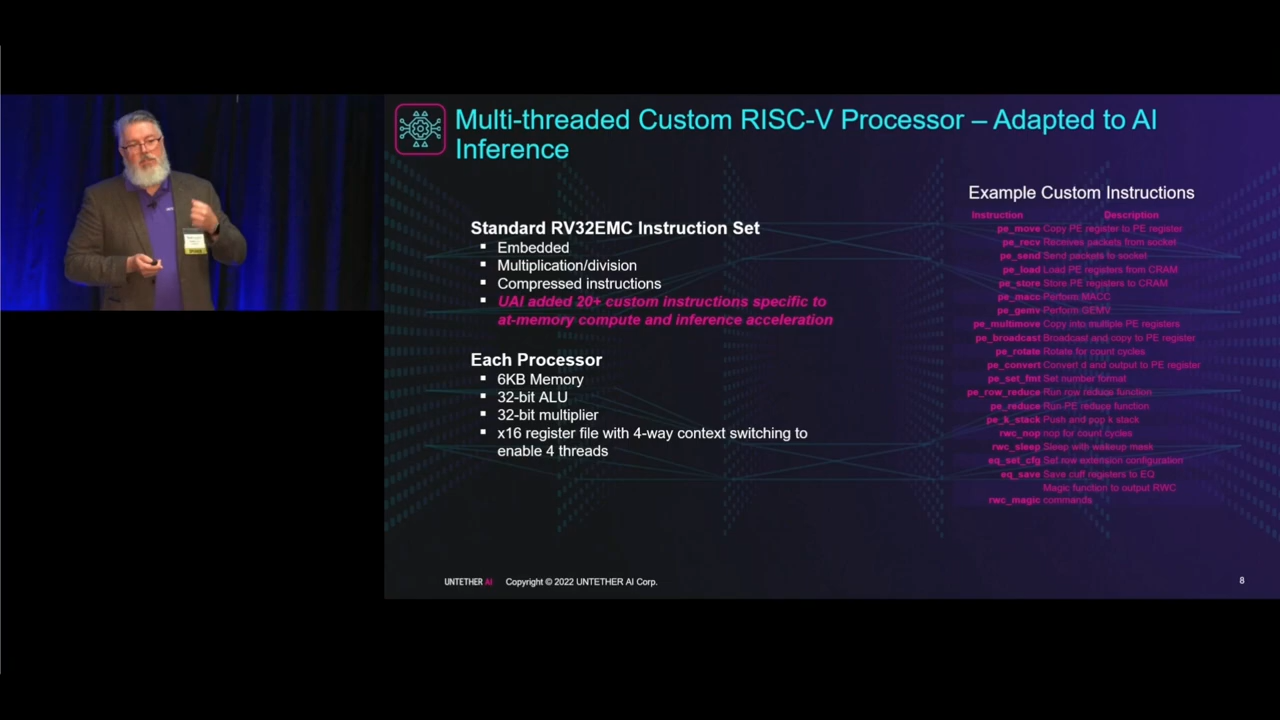 Multi-threaded Custom RISC-V Processor – Adapted to AI
Inference
Standard RV32EMC Instruction Set
Embedded
Multiplication/division
Compressed instructions
UAI added 20+ custom instructions specific to
at-memory compute and inference acceleration
Each Processor
6KB Memory
32-bit ALU
32-bit multiplier
x16 register file with 4-way context switching to
enable 4 threads
Example Custom Instructions
Instruction Description
pe_move Copy PE register to PE register
pe_recv Receives packets from socket
pe_send Send packets to socket
pe_load Load PE registers from CRAM
pe_store Store PE registers to CRAM
pe_macc Perform MACC
pe_gemv Perform GEMV
pe_multimove Copy into multiple PE registers
pe_broadcast Broadcast and copy to PE register
pe_rotate Rotate for count cycles
pe_convert Convert d and output to PE register
pe_set_fmt Set number format
pe_row_reduce Run row reduce function
pe_reduce Run PE reduce function
pe_k_stack Push and pop k stack
rwc_nop nop for count cycles
rwc_sleep Sleep with wakeup mask
eq_set_cfg Set row extension configuration
eq_save Save cuff registers to EQ
Magic function to output RWC
rwc_magic commands
UNTETHER AI Copyright © 2022 UNTETHER AI Corp.
8